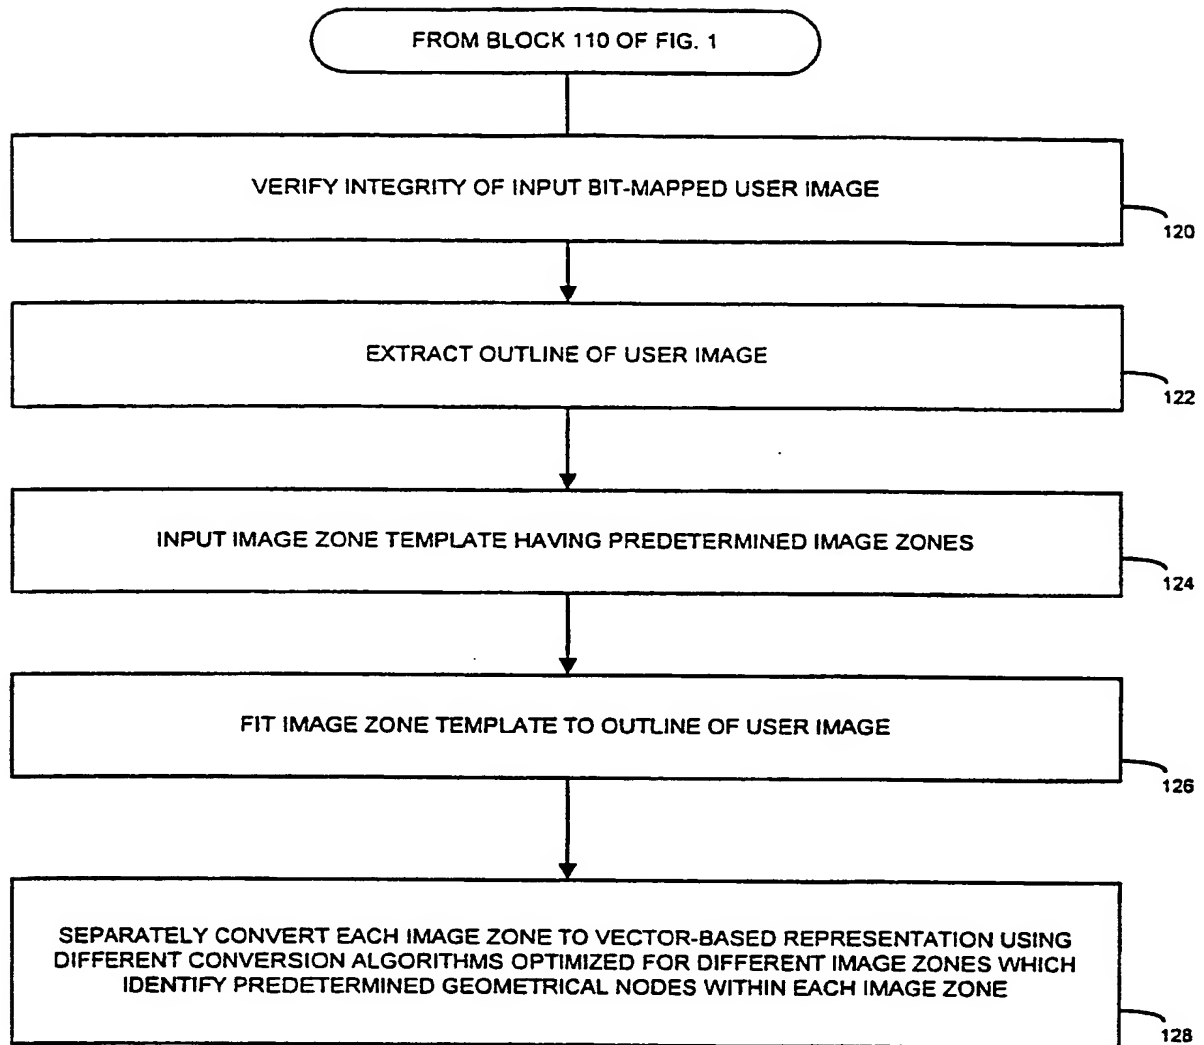 FROM BLOCK 110 OF FIG. 1
VERIFY INTEGRITY OF INPUT BIT-MAPPED USER IMAGE
120
EXTRACT OUTLINE OF USER IMAGE
122
INPUT IMAGE ZONE TEMPLATE HAVING PREDETERMINED IMAGE ZONES
124
FIT IMAGE ZONE TEMPLATE TO OUTLINE OF USER IMAGE
126
SEPARATELY CONVERT EACH IMAGE ZONE TO VECTOR-BASED REPRESENTATION USING
DIFFERENT CONVERSION ALGORITHMS OPTIMIZED FOR DIFFERENT IMAGE ZONES WHICH
IDENTIFY PREDETERMINED GEOMETRICAL NODES WITHIN EACH IMAGE ZONE
128